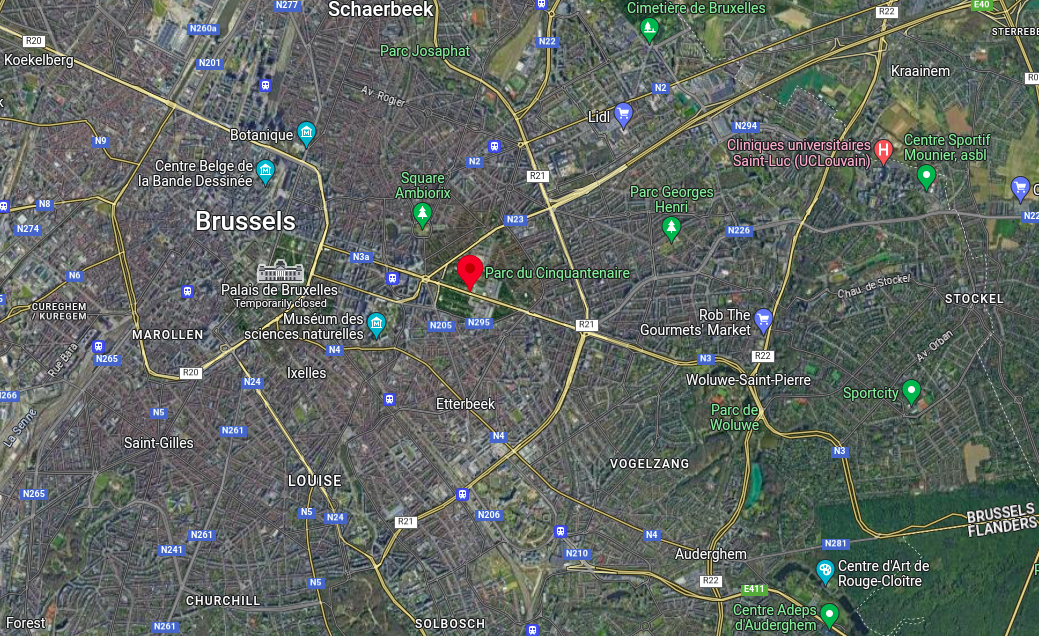 N277
Schaerbeek
Cimetière de Bruxelles
R22
E40
N260a
R20
Koekelberg
N201
Parc Josaphat
N22
STERREBE
Kraainem
R0
k
Av. Rogier
N2
Lidl
N9
Botanique
N294
N2
Cliniques universitaires
Saint-Luc (UCLouvain)
Centre Sportif
Mounier, asbl
Centre Belge de
la Bande Dessinée
R21
Square
Ambiorix
Parc Georges
Henri
N8
N274
Brussels
N23
N226
N22
C
N3a
N6
Palais de Bruxelles
Temporarily closed
Parc du Cinquantenaire
Chau. de Stockel
STOCKEL
CUREGHEM
/ KUREGEM
Muséum des
sciences naturelles
N205
N295
R21
Rob The
Gourmets' Market
MAROLLEN
N4
N3
R22
Av. Orban
Rue Bara
N265
R20
Ixelles
N24
Woluwe-Saint-Pierre
Sportcity
N266
La Senne
N5
Etterbeek
Parc de
Woluwe
N261
Saint-Gilles
N4
N3
VOGELZANG
LOUISE
N265
N5
N24
R21
N206
BRUSSELS
FLANDERS
N261
N241
N4
N281
N210
Auderghem
Centre d'Art de
Rouge-Cloître
N5
R22
E411
CHURCHILL
Centre Adeps
d'Auderghem
Forest
N261
SOLBOSCH